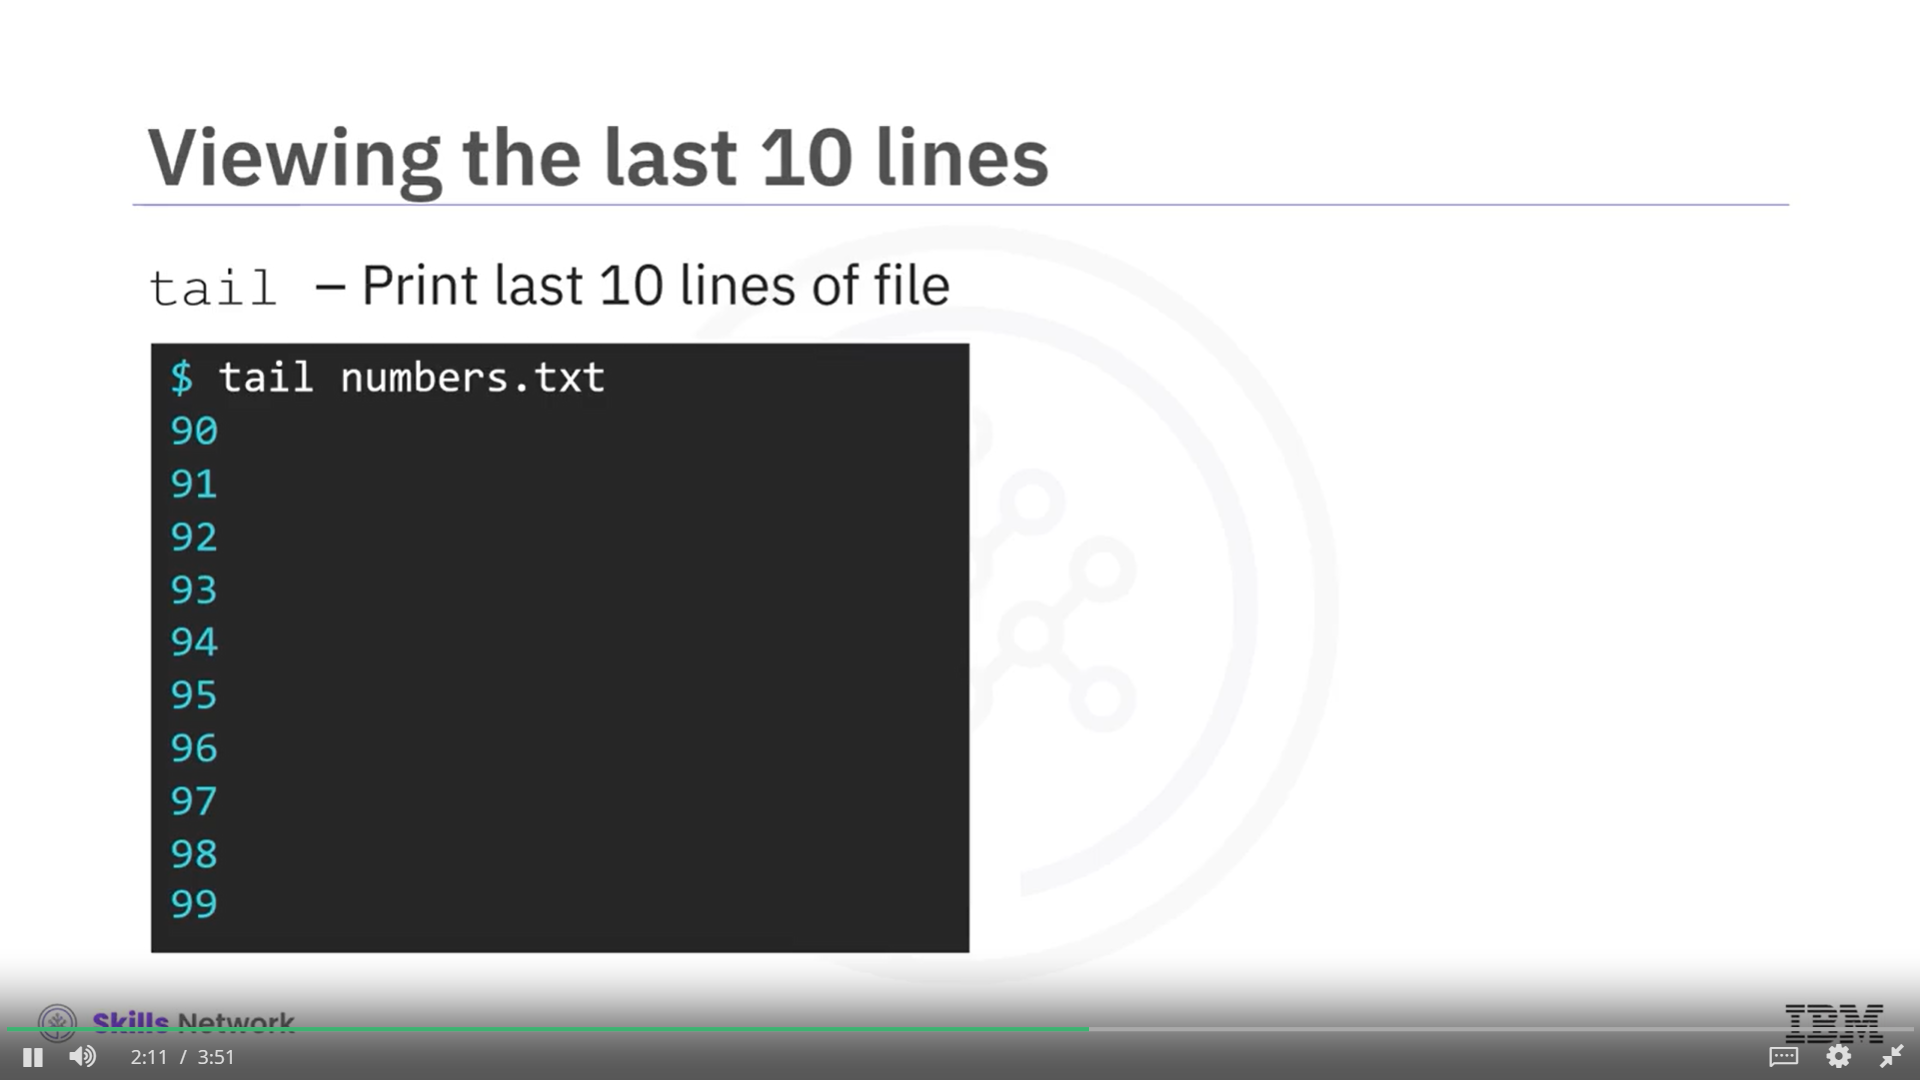 Viewing the last 10 lines
tail – Print last 10 lines of file
$ tail numbers.txt
90
91
92
93
94
95
96
97
98
99
Skills Network
IBM
2:11 / 3:51